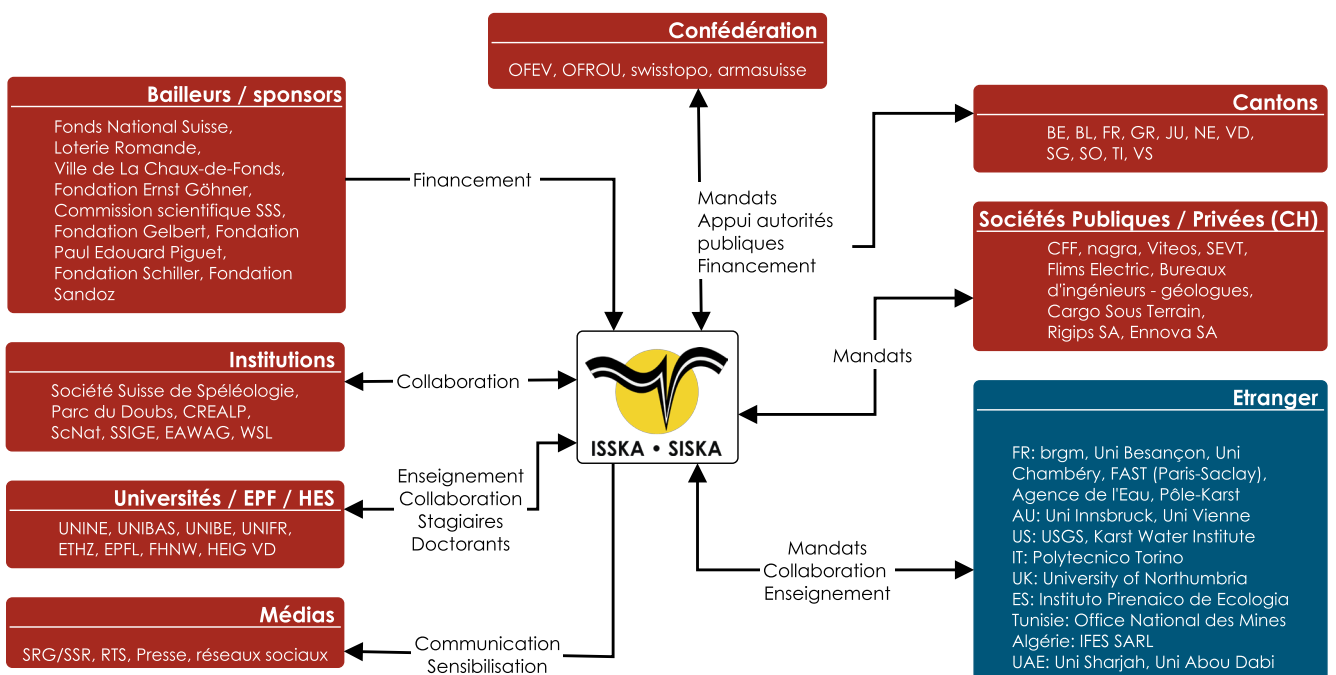 Confédération
OFEV, OFROU, swisstopo, armasuisse
Bailleurs / sponsors
Fonds National Suisse,
Loterie Romande,
Ville de La Chaux-de-Fonds,
Fondation Ernst Göhner,
Commission scientifique SSS,
Fondation Gelbert, Fondation
Paul Edouard Piguet,
Fondation Schiller, Fondation
Sandoz
Financement
Mandats
Appui autorités
publiques
Financement
Cantons
BE, BL, FR, GR, JU, NE, VD,
SG, SO, TI, VS
Sociétés Publiques / Privées (CH)
CFF, nagra, Viteos, SEVT,
Flims Electric, Bureaux
d'ingénieurs - géologues,
Cargo Sous Terrain,
Rigips SA, Ennova SA
Mandats
Institutions
Société Suisse de Spéléologie,
Parc du Doubs, CREALP,
ScNat, SSIGE, EAWAG, WSL
Collaboration
ISSKA • SISKA
Universités / EPF / HES
UNINE, UNIBAS, UNIBE, UNIFR,
ETHZ, EPFL, FHNW, HEIG VD
Enseignement
Collaboration
Stagiaires
Doctorants
Médias
SRG/SSR, RTS, Presse, réseaux sociaux
Communication
Sensibilisation
Mandats
Collaboration
Enseignement
Etranger
FR: brgm, Uni Besançon, Uni
Chambéry, FAST (Paris-Saclay),
Agence de l'Eau, Pôle-Karst
AU: Uni Innsbruck, Uni Vienne
US: USGS, Karst Water Institute
IT: Polytecnico Torino
UK: University of Northumbria
ES: Instituto Pirenaico de Ecologia
Tunisie: Office National des Mines
Algérie: IFES SARL
UAE: Uni Sharjah, Uni Abou Dabi